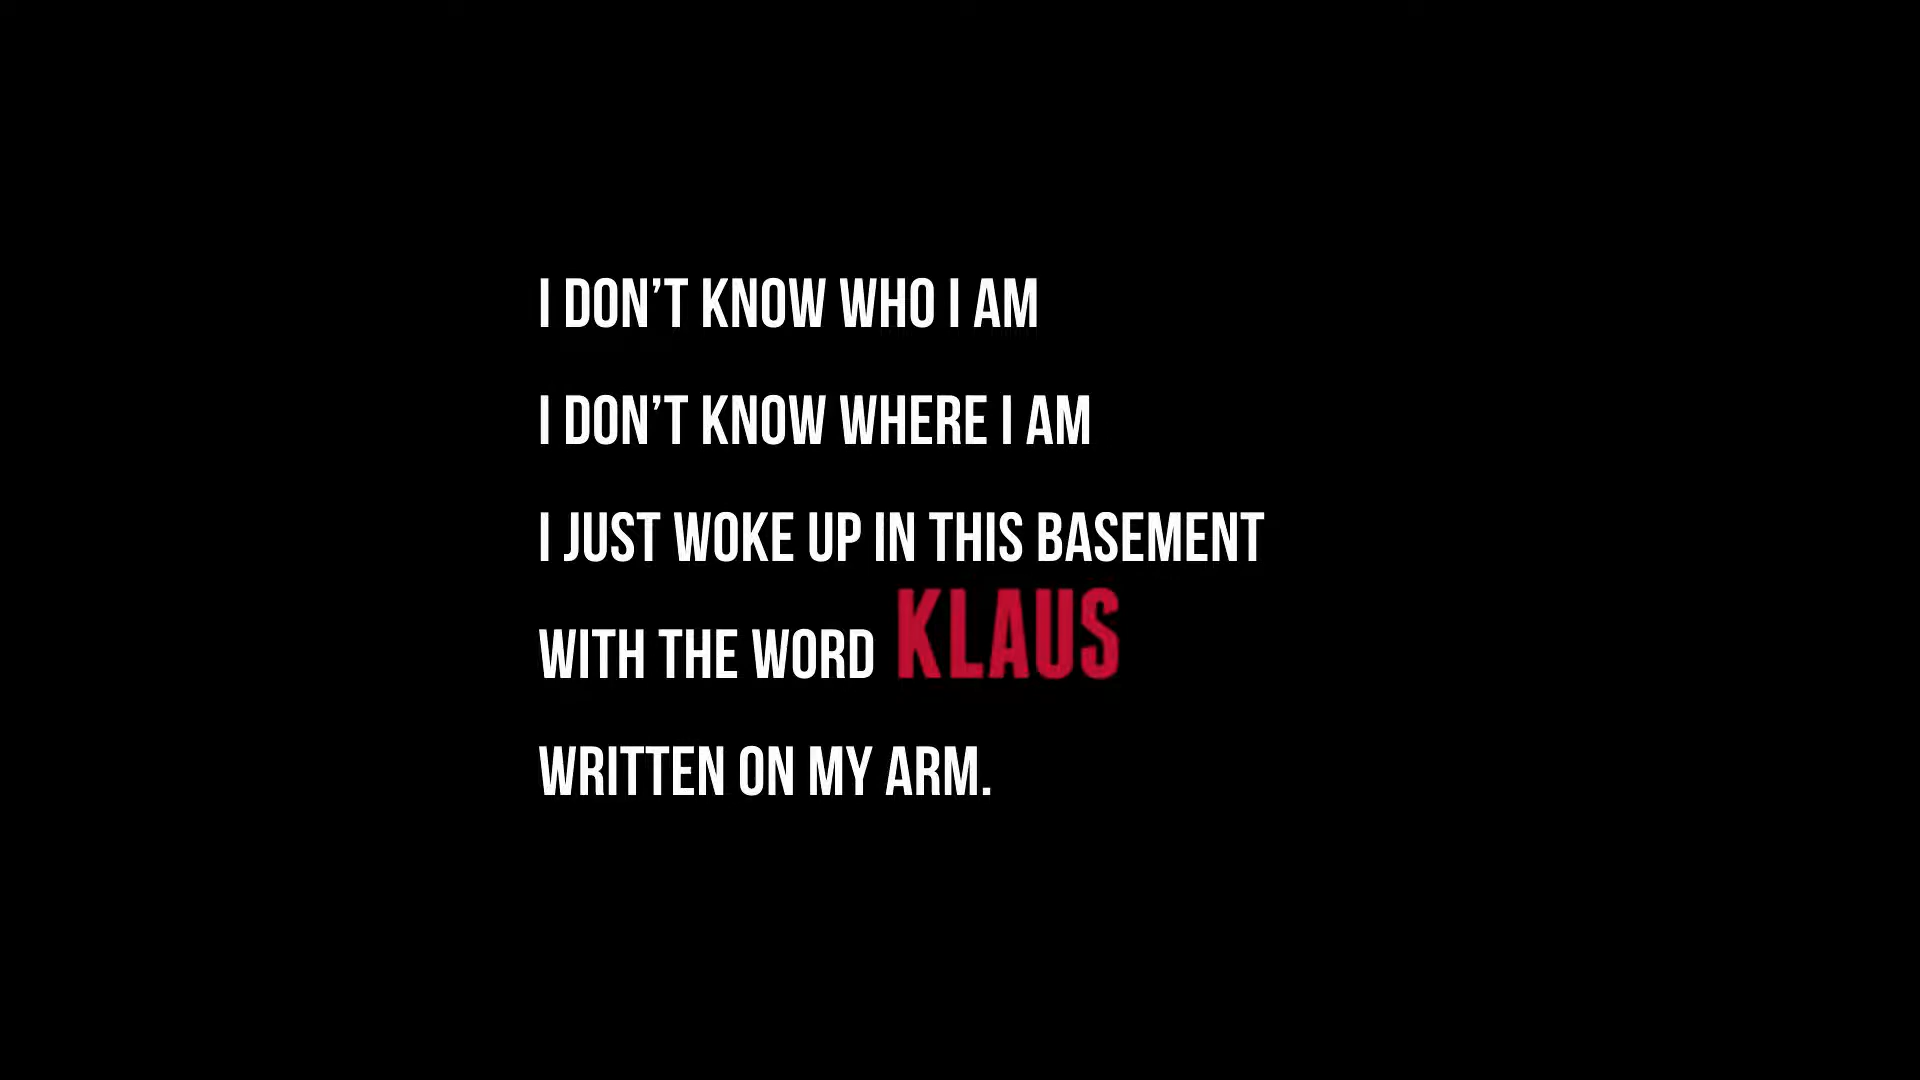 I DON’T KNOW WHO I AM
I DON’T KNOW WHERE I AM
I JUST WOKE UP IN THIS BASEMENT
WITH THE WORD KLAUS
WRITTEN ON MY ARM.